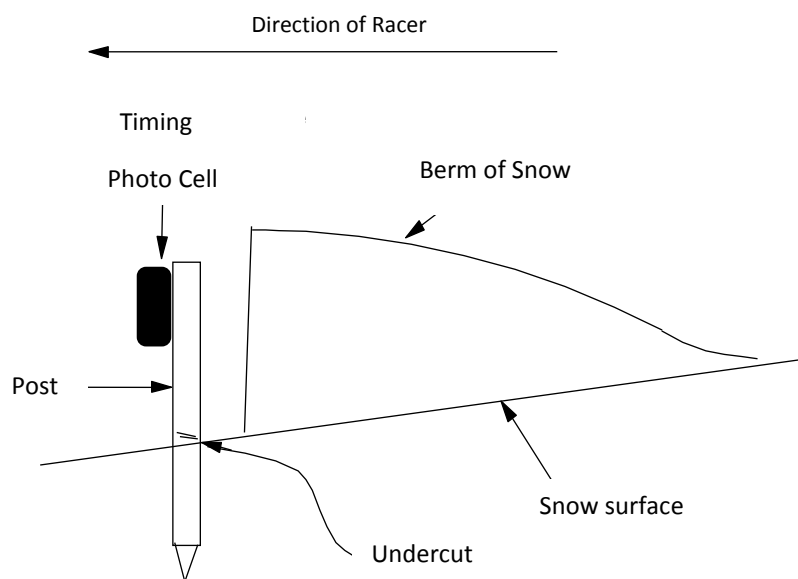 Direction of Racer
Timing
Photo Cell
Berm of Snow
Post
Snow surface
Undercut